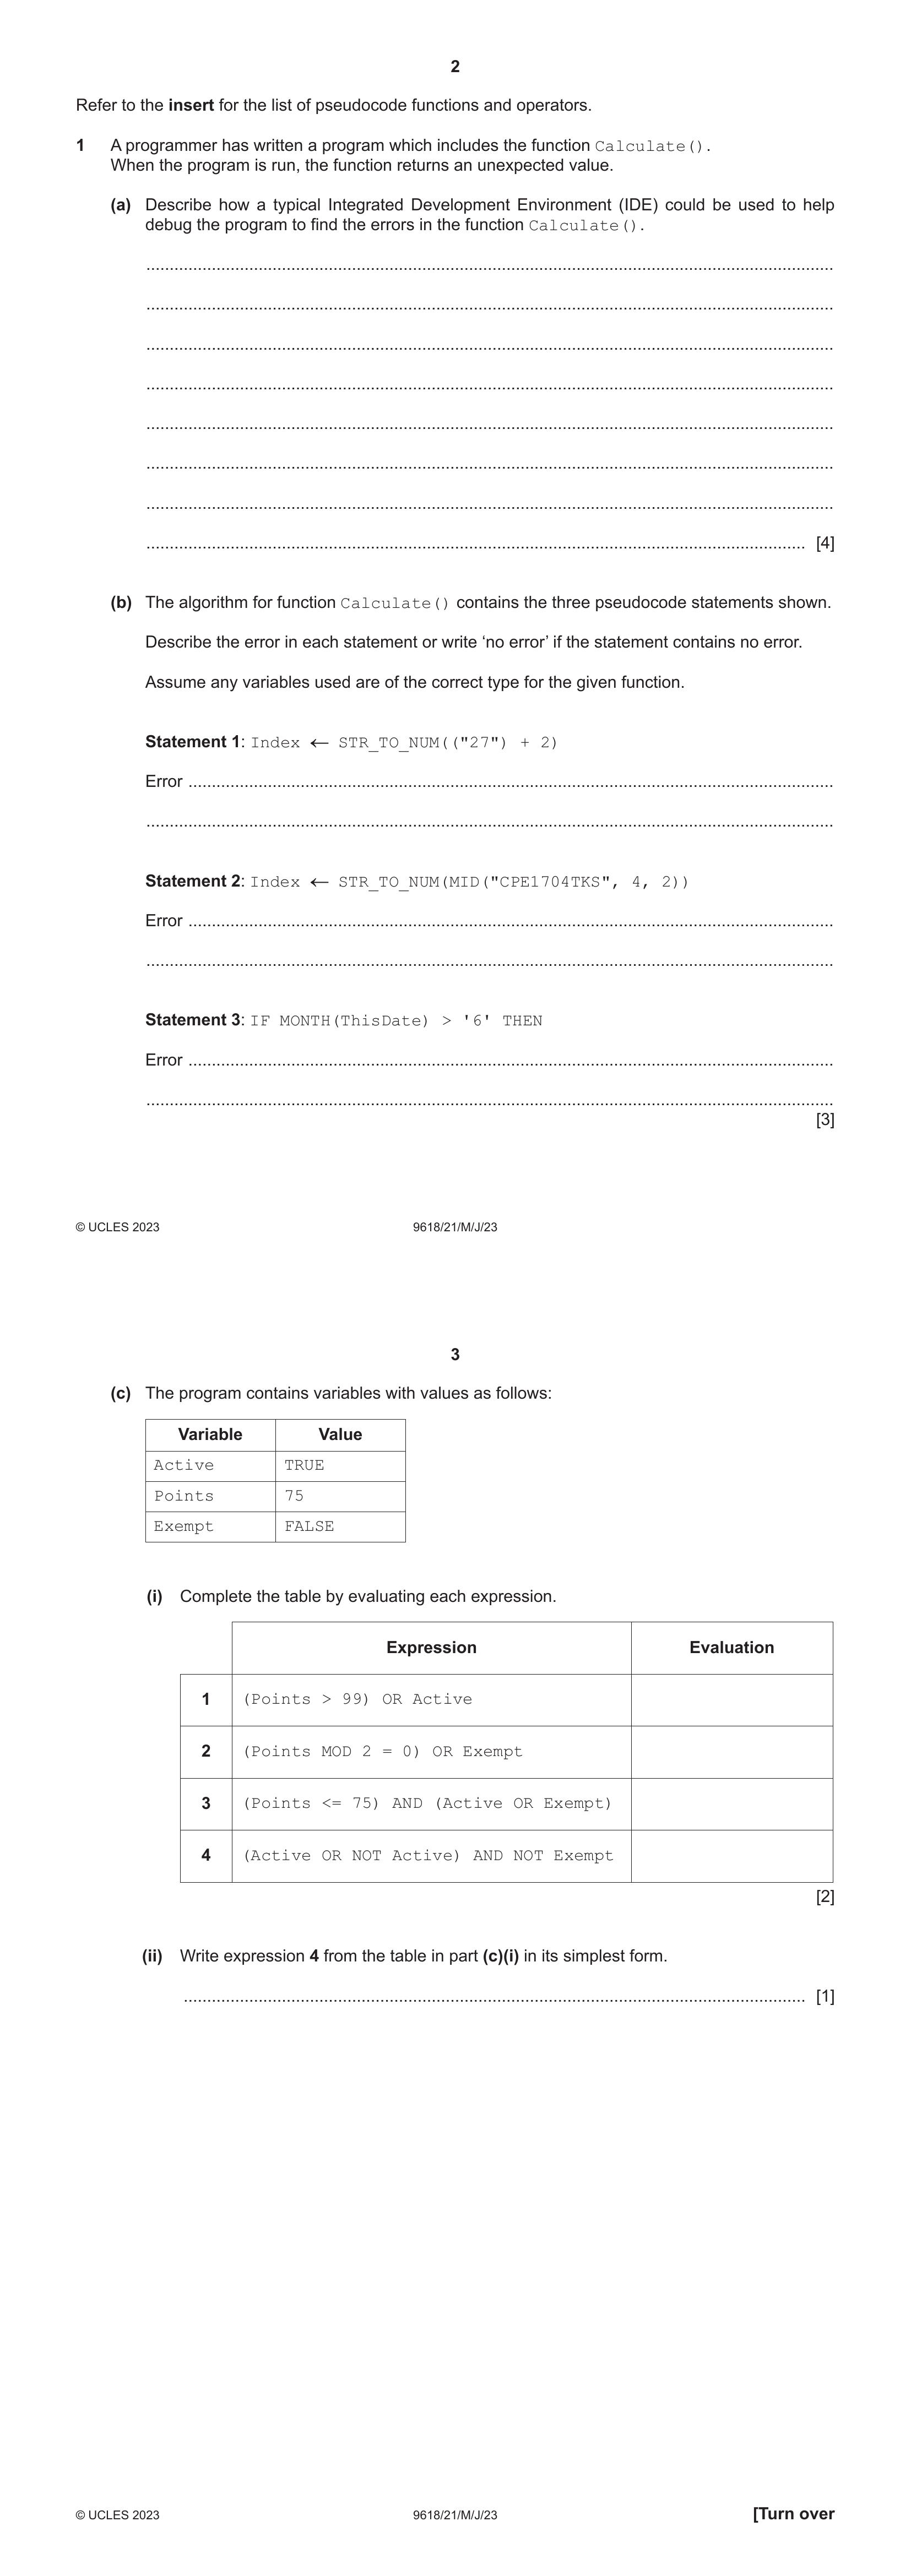 2
Refer to the insert for the list of pseudocode functions and operators.
1 A programmer has written a program which includes the function Calculate().
When the program is run, the function returns an unexpected value.
(a) Describe how a typical Integrated Development Environment (IDE) could be used to help
debug the program to find the errors in the function Calculate().
[4]
(b) The algorithm for function Calculate() contains the three pseudocode statements shown.
Describe the error in each statement or write ‘no error’ if the statement contains no error.
Assume any variables used are of the correct type for the given function.
Statement 1: Index ← STR_TO_NUM(("27") + 2)
Error
Statement 2: Index ← STR_TO_NUM(MID("CPE1704TKS", 4, 2))
Error
Statement 3: IF MONTH(ThisDate) > '6' THEN
Error
[3]
© UCLES 2023 9618/21/M/J/23
3
(c) The program contains variables with values as follows:
Variable Value
Active TRUE
Points 75
Exempt FALSE
(i) Complete the table by evaluating each expression.
Expression Evaluation
1 (Points > 99) OR Active
2 (Points MOD 2 = 0) OR Exempt
3 (Points <= 75) AND (Active OR Exempt)
4 (Active OR NOT Active) AND NOT Exempt
[2]
(ii) Write expression 4 from the table in part (c)(i) in its simplest form.
[1]
© UCLES 2023 9618/21/M/J/23 [Turn over